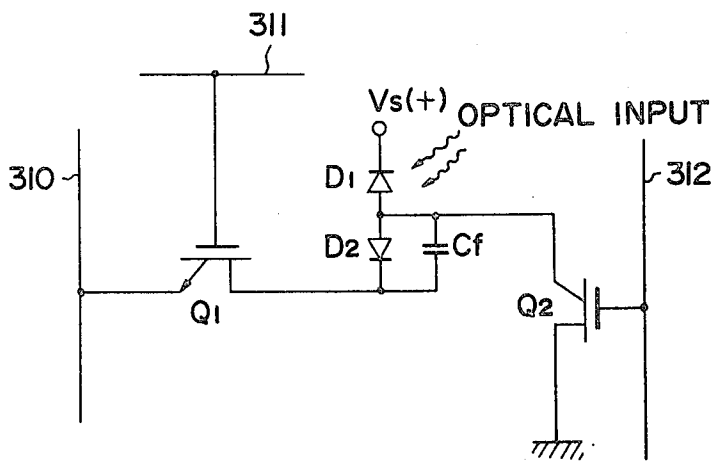 311
Vs(+)
OPTICAL INPUT
310
D1
312
D2
Cf
Q1
Q2